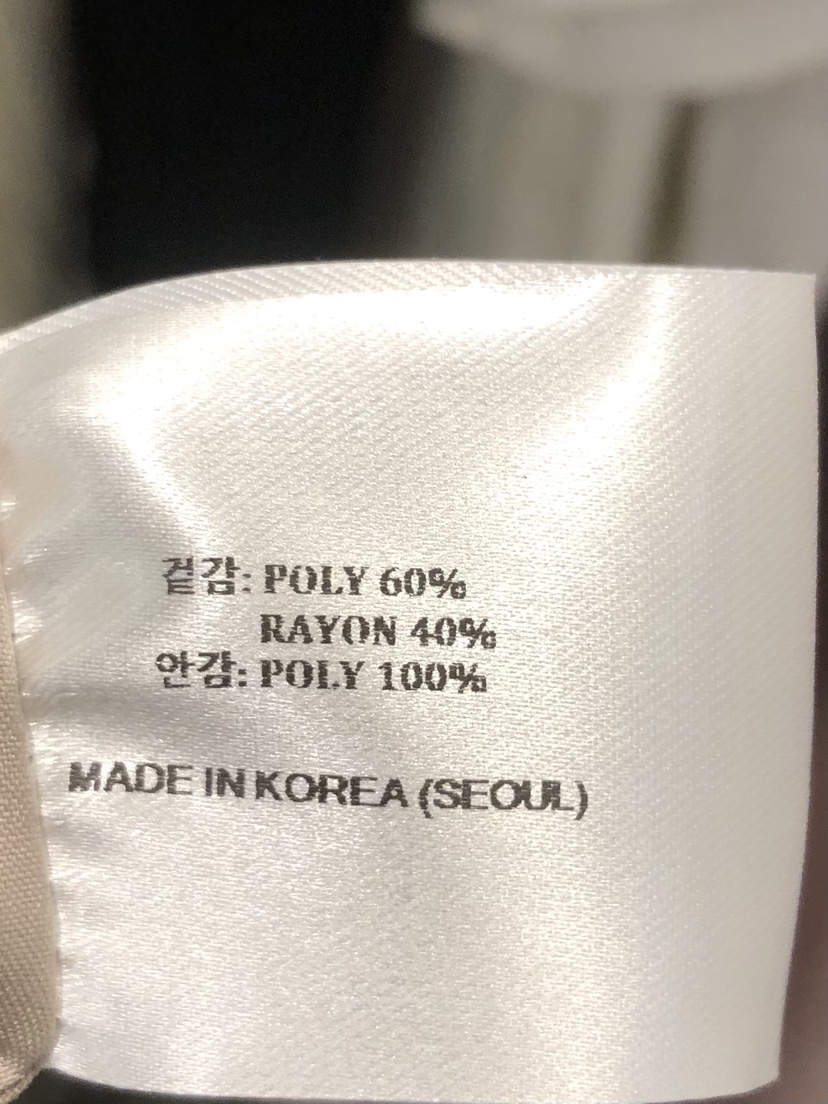 겉감: POLY 60%
RAYON 40%
안감: POLY 100%
MADE IN KOREA (SEOUL)